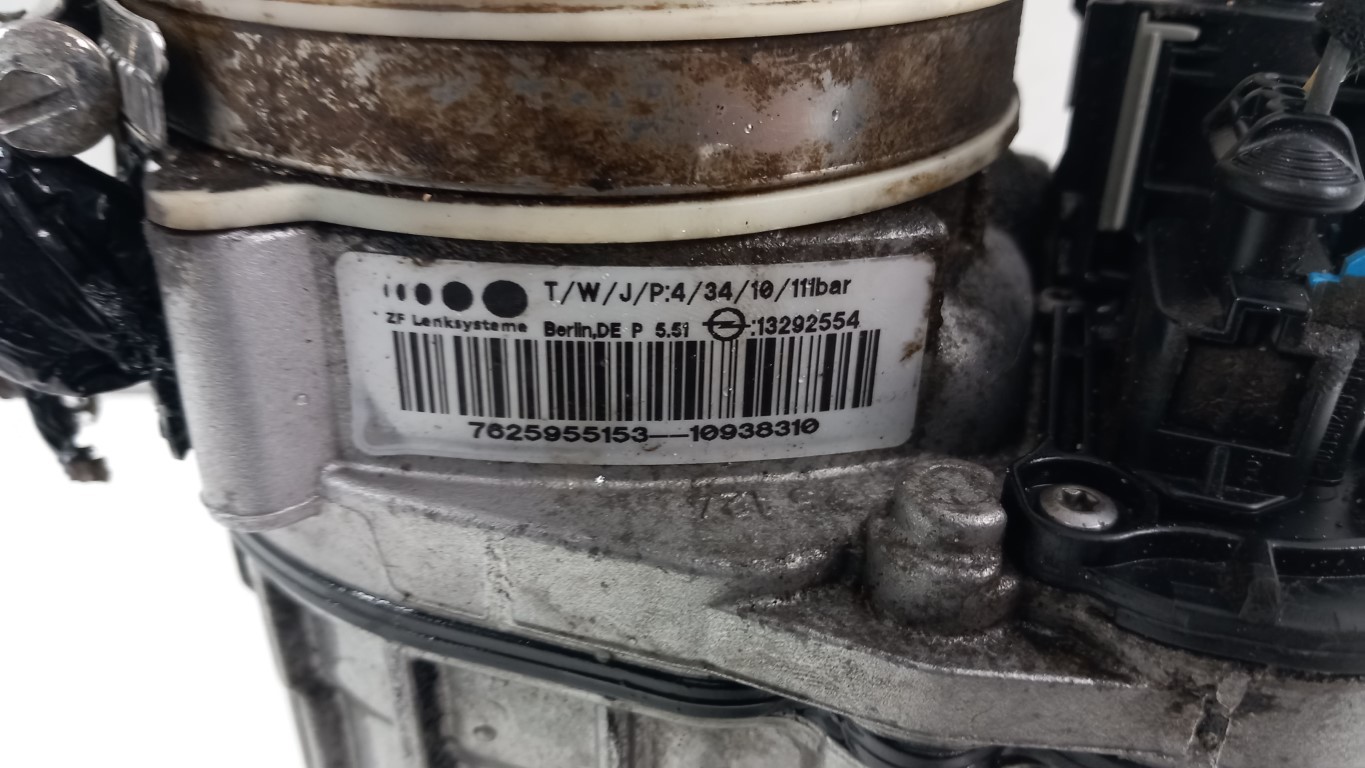 T/W/J/P:4/34/10/111bar
ZF Lenksysteme Berlin,DE P 5.51 :13292554
7625955153--10938310